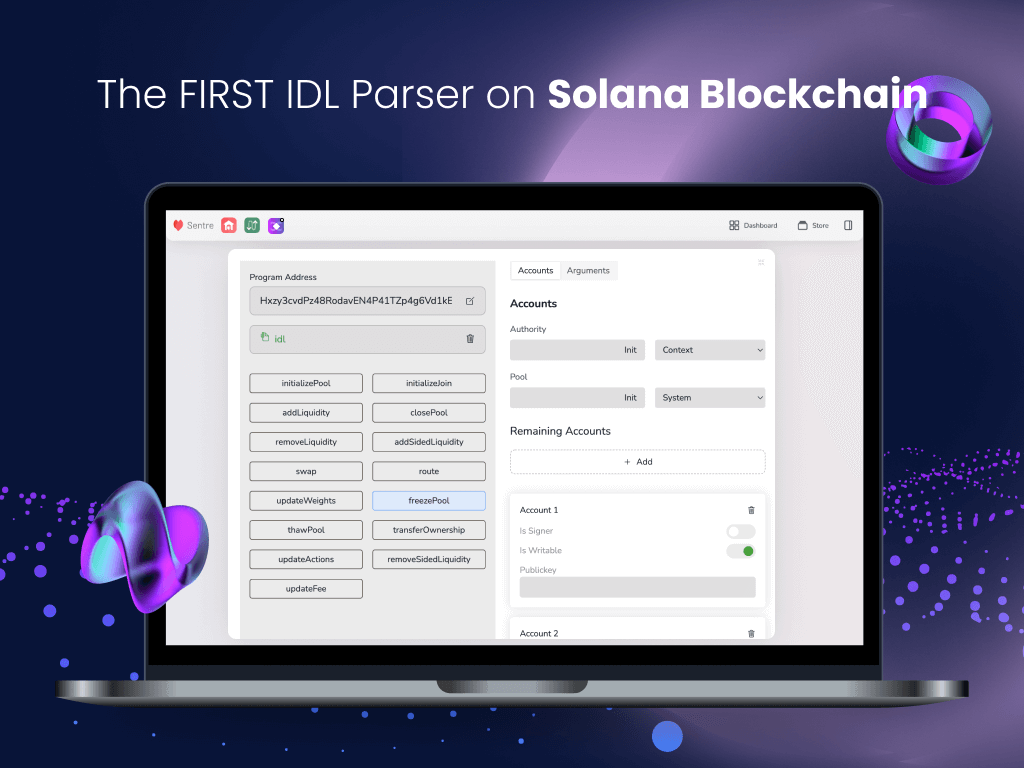 The FIRST IDL Parser on Solana Blockchain
Sentre
Dashboard
Store
Program Address
Hxzy3cvdPz48RodavEN4P41TZp4g6Vd1kE
idl
initializePool
initializeJoin
addLiquidity
closePool
removeLiquidity
addSidedLiquidity
swap
route
updateWeights
freezePool
thawPool
transferOwnership
updateActions
removeSidedLiquidity
updateFee
Accounts
Arguments
Accounts
Authority
Init
Context
Pool
Init
System
Remaining Accounts
+ Add
Account 1
Is Signer
Is Writable
Publickey
Account 2